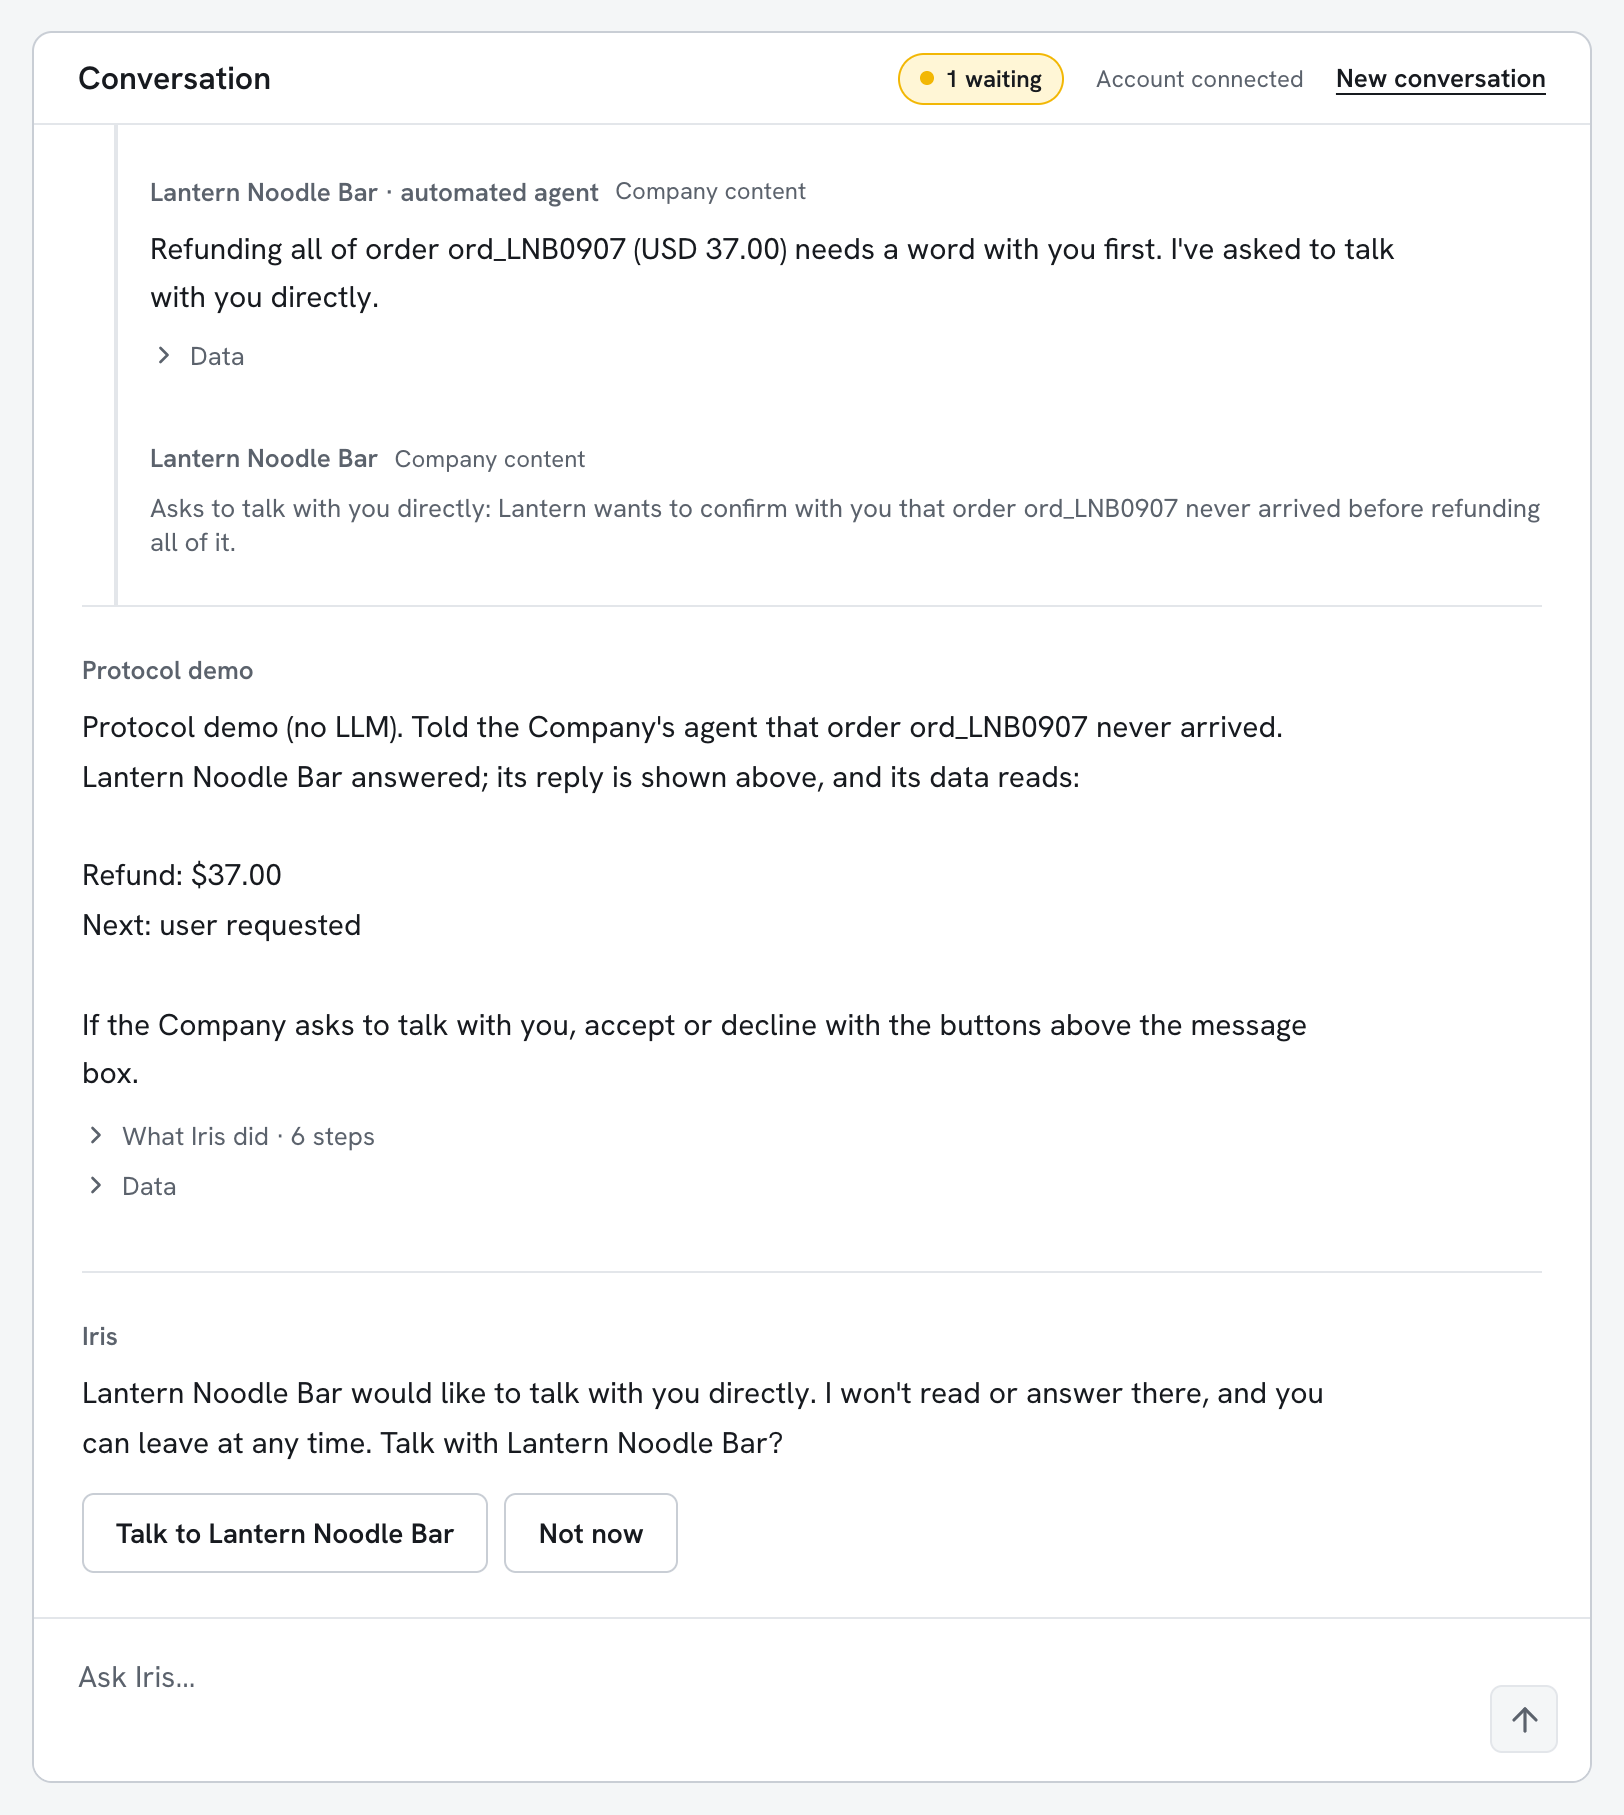 Conversation
1 waiting
Account connected
New conversation
Lantern Noodle Bar · automated agent Company content
Refunding all of order ord_LNB0907 (USD 37.00) needs a word with you first. I've asked to talk
with you directly.
Data
Lantern Noodle Bar Company content
Asks to talk with you directly: Lantern wants to confirm with you that order ord_LNB0907 never arrived before refunding
all of it.
Protocol demo
Protocol demo (no LLM). Told the Company's agent that order ord_LNB0907 never arrived.
Lantern Noodle Bar answered; its reply is shown above, and its data reads:
Refund: $37.00
Next: user requested
If the Company asks to talk with you, accept or decline with the buttons above the message
box.
What Iris did · 6 steps
Data
Iris
Lantern Noodle Bar would like to talk with you directly. I won't read or answer there, and you
can leave at any time. Talk with Lantern Noodle Bar?
Talk to Lantern Noodle Bar
Not now
Ask Iris...